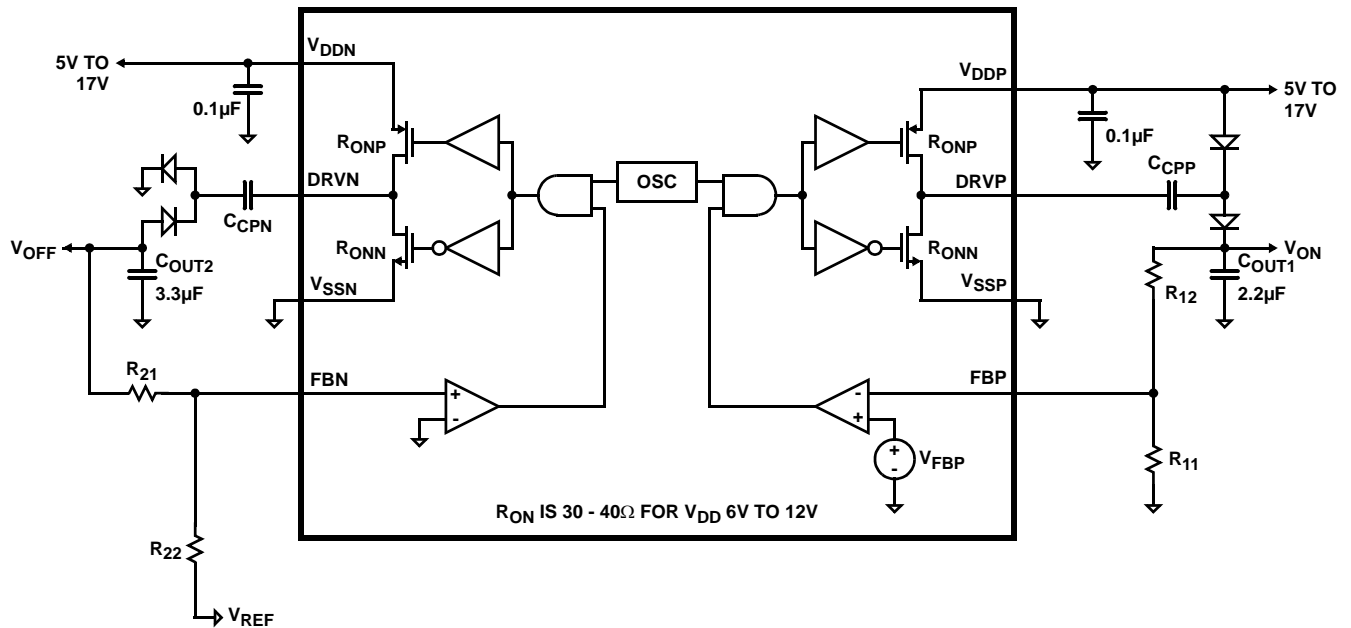 VDDN
5V TO
17V
0.1µF
RONP
DRVN
CCPN
VOFF
COUT2
3.3µF
RONN
VSSN
R21
FBN
+
-
R22
VREF
OSC
VDDP
5V TO
17V
0.1µF
RONP
CCPP
DRVP
RONN
VON
COUT1
2.2µF
VSSP
R12
FBP
-
+
+
-
VFBP
R11
RON IS 30 - 40Ω FOR VDD 6V TO 12V